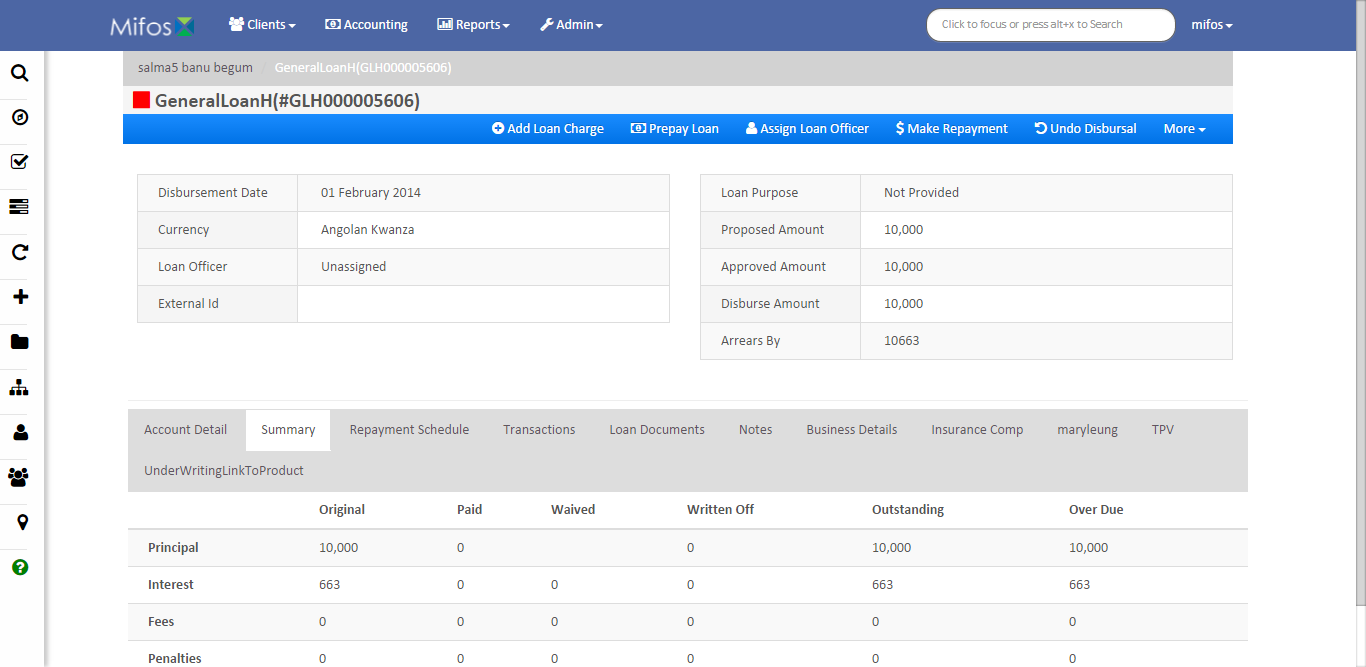 Mifos Clients Accounting Reports Admin Click to focus or press alt+x to Search mifos
salma5 banu begum / GeneralLoanH(GLH000005606)
GeneralLoanH(#GLH000005606)
Add Loan Charge Prepay Loan Assign Loan Officer $ Make Repayment Undo Disbursal More
Disbursement Date 01 February 2014
Currency Angolan Kwanza
Loan Officer Unassigned
External Id
Loan Purpose Not Provided
Proposed Amount 10,000
Approved Amount 10,000
Disburse Amount 10,000
Arrears By 10663
Account Detail Summary Repayment Schedule Transactions Loan Documents Notes Business Details Insurance Comp maryleung TPV
UnderWritingLinkToProduct
Original Paid Waived Written Off Outstanding Over Due
Principal 10,000 0 0 10,000 10,000
Interest 663 0 0 0 663 663
Fees 0 0 0 0 0 0
Penalties 0 0 0 0 0 0
?